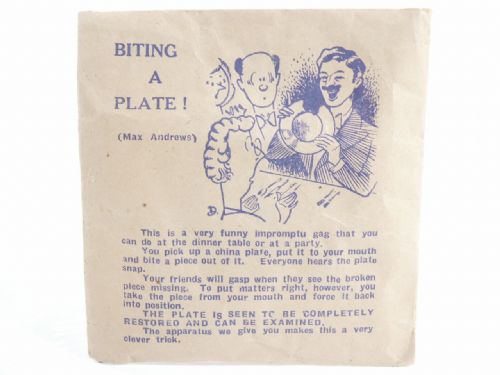 BITING
A
PLATE!
(Max Andrews)
This is a very funny impromptu gag that you
can do at the dinner table or at a party.
You pick up a china plate, put it to your mouth
and bite a piece out of it. Everyone hears the plate
snap.
Your friends will gasp when they see the broken
piece missing. To put matters right, however, you
take the piece from your mouth and force it back
into position.
THE PLATE IS SEEN TO BE COMPLETELY
RESTORED AND CAN BE EXAMINED.
The apparatus we give you makes this a very
clever trick.